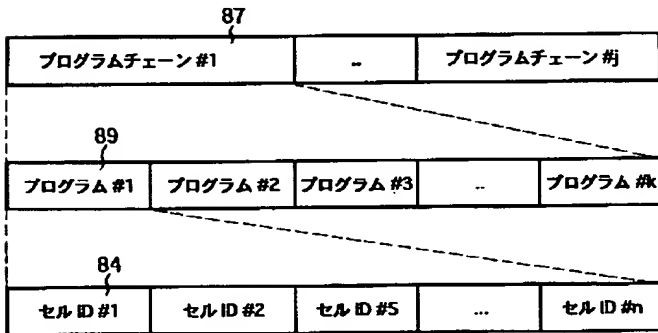 87
プログラムチェーン #1 .. プログラムチェーン #j
89
プログラム #1 プログラム #2 プログラム #3 .. プログラム #k
84
セル ID #1 セル ID #2 セル ID #5 ... セル ID #n